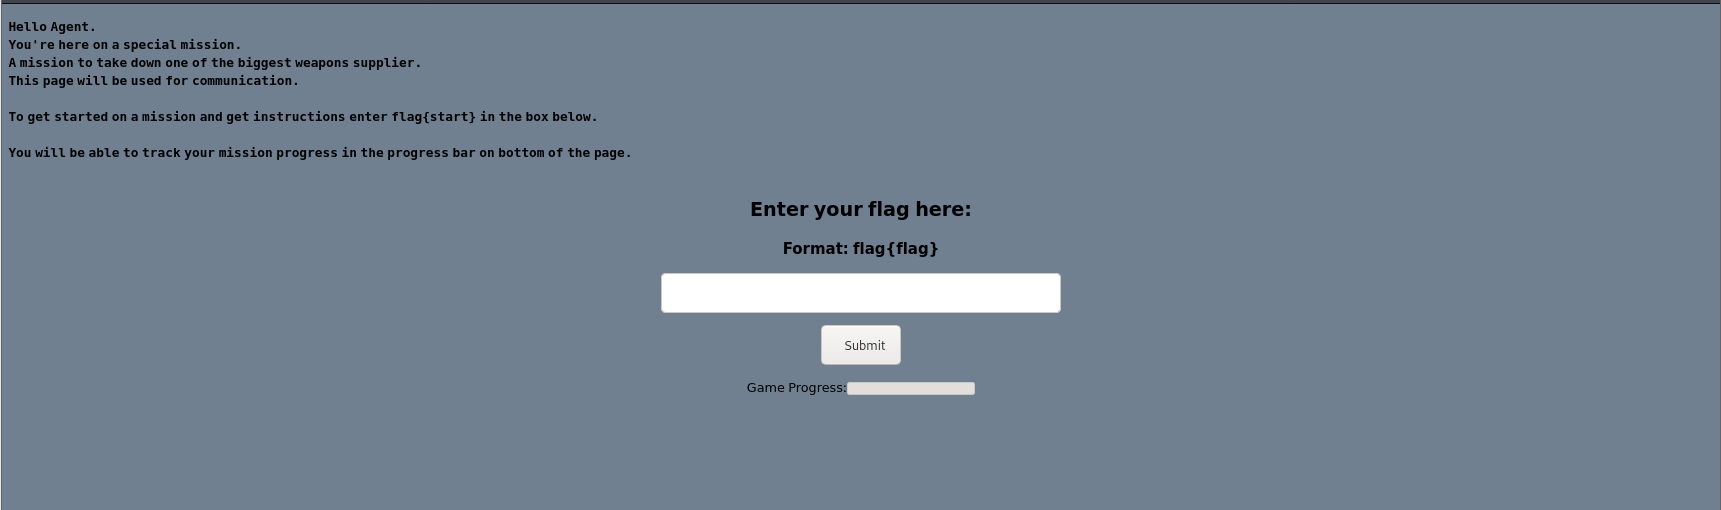 Hello Agent.
You're here on a special mission.
A mission to take down one of the biggest weapons supplier.
This page will be used for communication.
To get started on a mission and get instructions enter flag{start} in the box below.
You will be able to track your mission progress in the progress bar on bottom of the page.
Enter your flag here:
Format: flag{flag}
Submit
Game Progress: